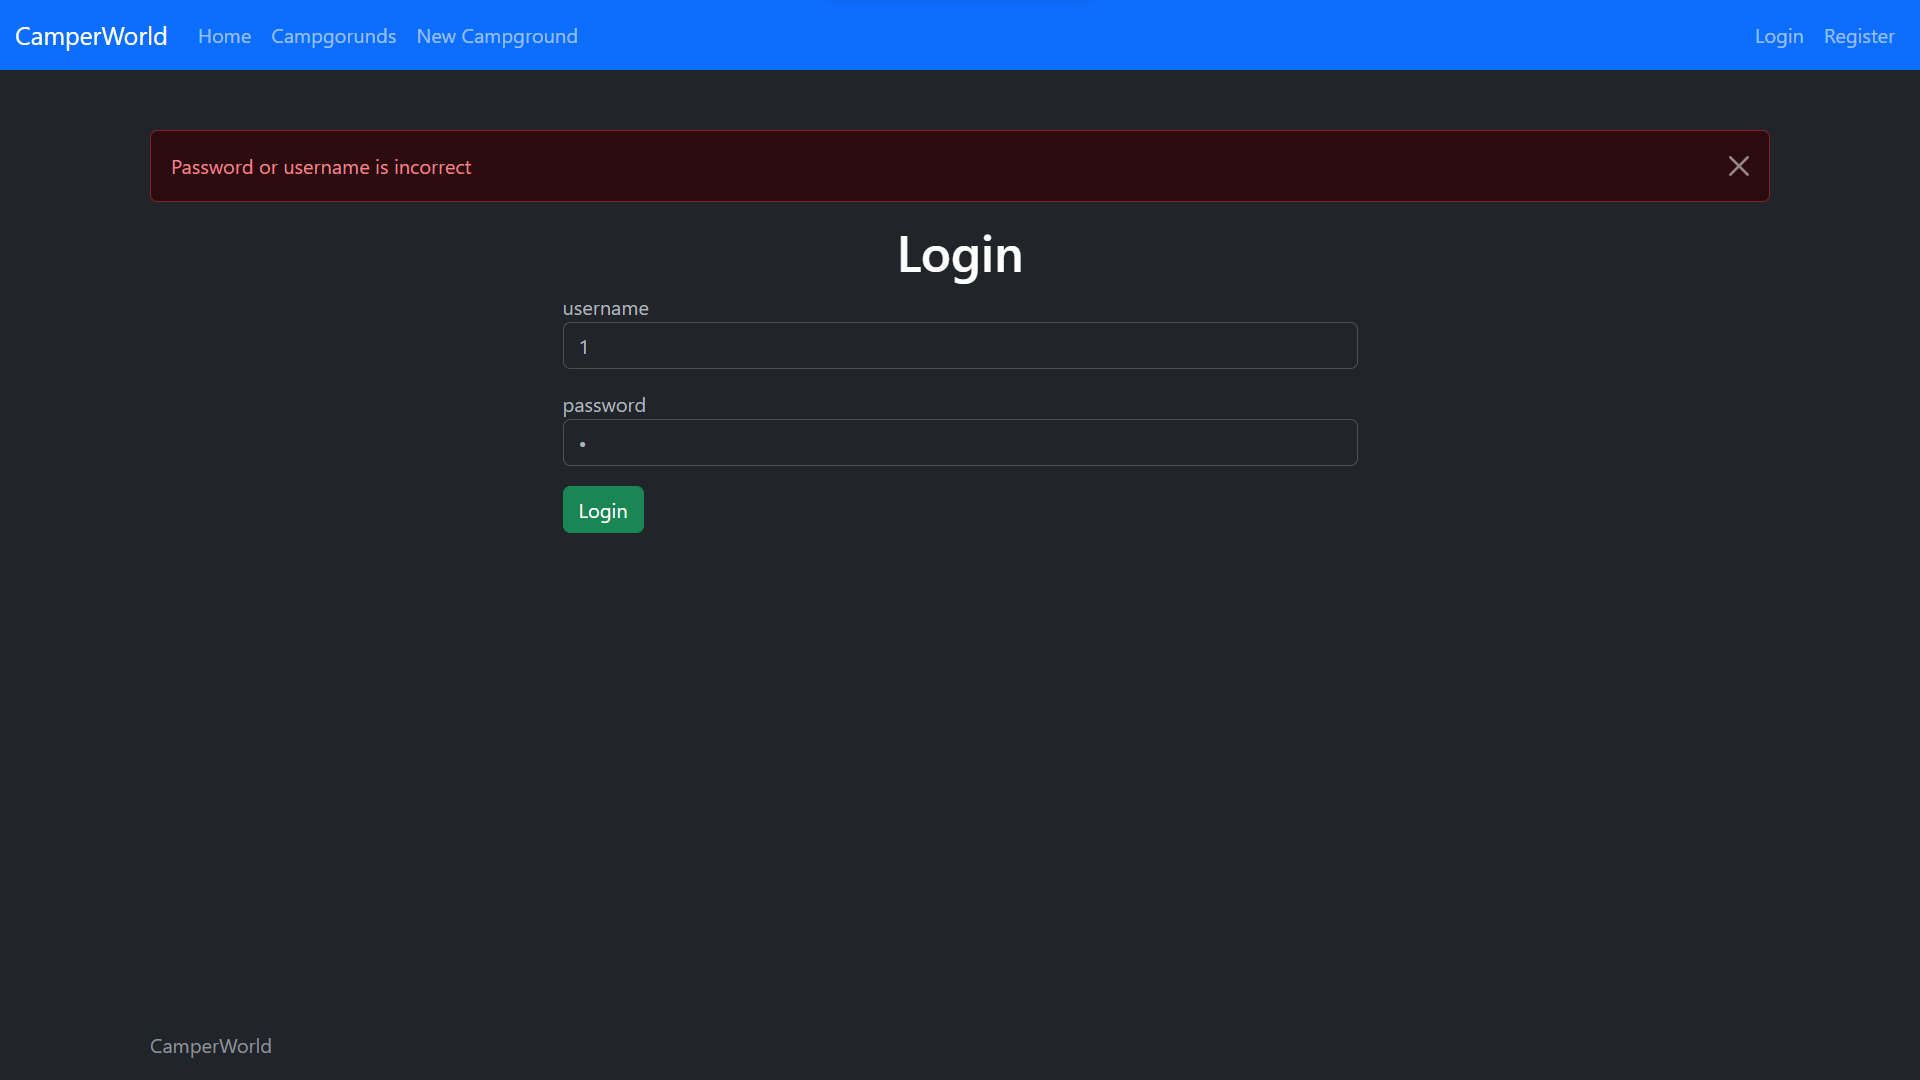 CamperWorld Home Campgorunds New Campground Login Register
Password or username is incorrect
Login
username
1
password
•
Login
CamperWorld